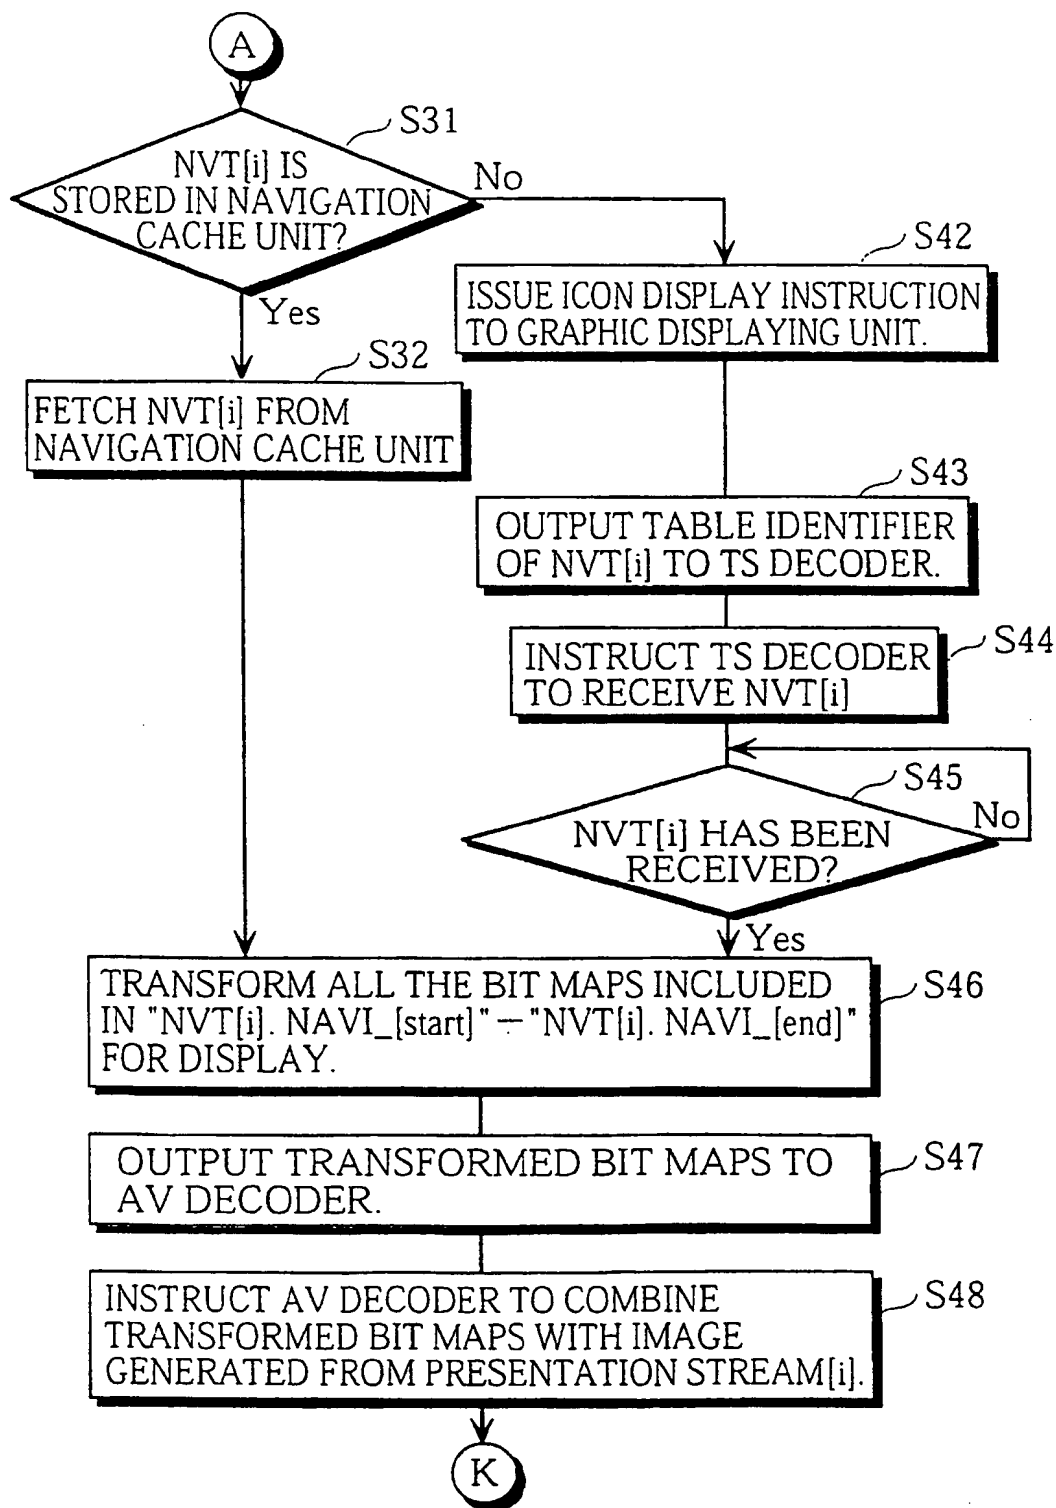 A
S31
NVT[i] IS
STORED IN NAVIGATION
CACHE UNIT?
No
Yes
S42
ISSUE ICON DISPLAY INSTRUCTION
TO GRAPHIC DISPLAYING UNIT.
S32
FETCH NVT[i] FROM
NAVIGATION CACHE UNIT
S43
OUTPUT TABLE IDENTIFIER
OF NVT[i] TO TS DECODER.
S44
INSTRUCT TS DECODER
TO RECEIVE NVT[i]
S45
No
NVT[i] HAS BEEN
RECEIVED?
Yes
S46
TRANSFORM ALL THE BIT MAPS INCLUDED
IN "NVT[i]. NAVI_[start]" – "NVT[i]. NAVI_[end]"
FOR DISPLAY.
S47
OUTPUT TRANSFORMED BIT MAPS TO
AV DECODER.
S48
INSTRUCT AV DECODER TO COMBINE
TRANSFORMED BIT MAPS WITH IMAGE
GENERATED FROM PRESENTATION STREAM[i].
K